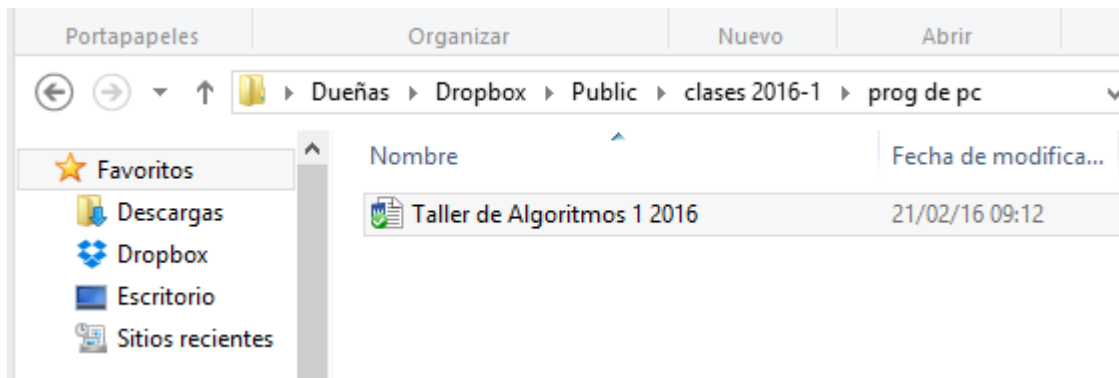 Portapapeles Organizar Nuevo Abrir
Dueñas Dropbox Public clases 2016-1 prog de pc
Favoritos
Descargas
Dropbox
Escritorio
Sitios recientes
Nombre Fecha de modifica...
Taller de Algoritmos 1 2016 21/02/16 09:12